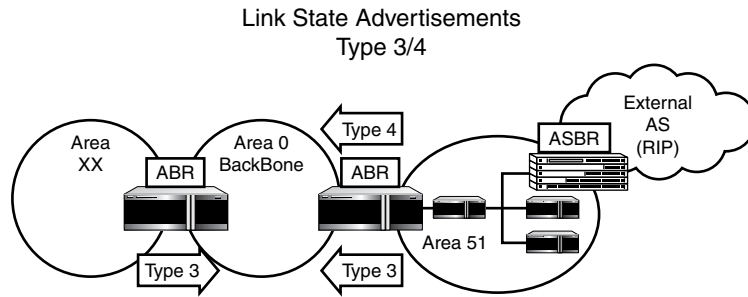 Link State Advertisements
Type 3/4
Area
XX
ABR
Area 0
BackBone
Type 4
ABR
ASBR
External
AS
(RIP)
Area 51
Type 3
Type 3